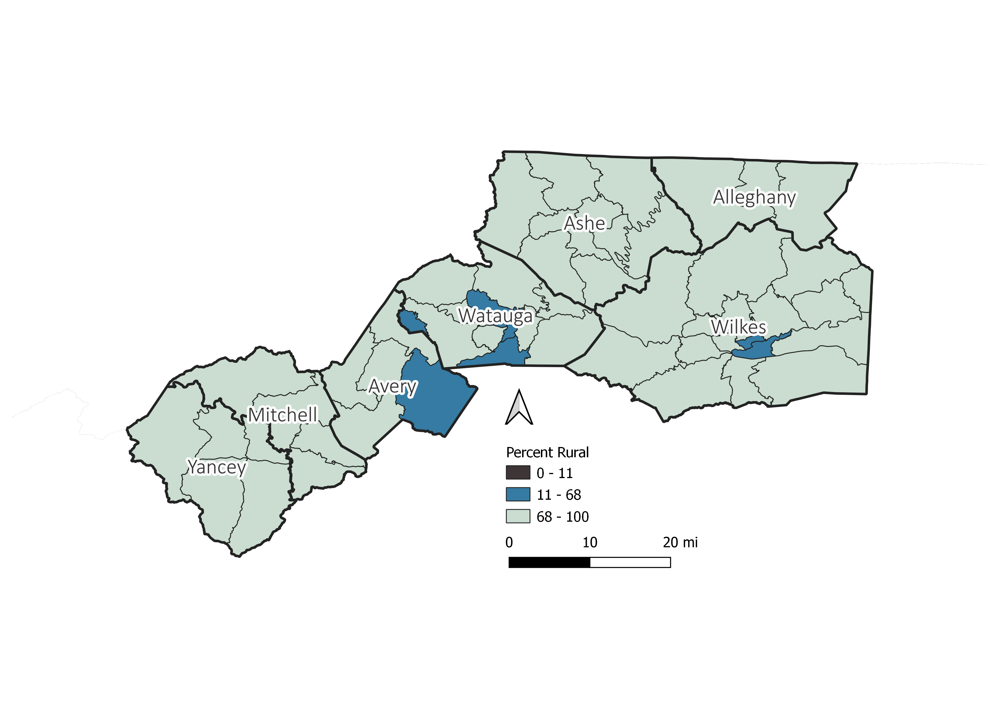 Alleghany
Ashe
Watauga
Wilkes
Avery
Mitchell
Yancey
Percent Rural
0 - 11
11 - 68
68 - 100
0 10 20 mi